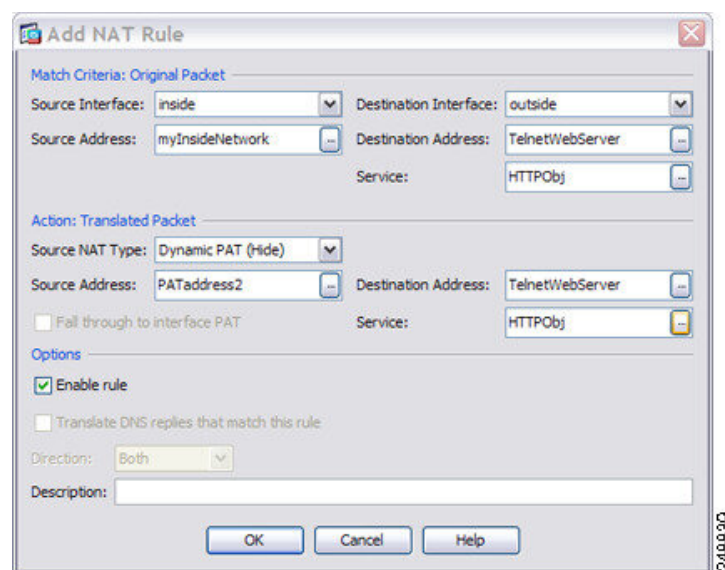 Add NAT Rule
Match Criteria: Original Packet
Source Interface: inside Destination Interface: outside
Source Address: myInsideNetwork ... Destination Address: TelnetWebServer ...
Service: HTTPObj ...
Action: Translated Packet
Source NAT Type: Dynamic PAT (Hide)
Source Address: PATaddress2 ... Destination Address: TelnetWebServer ...
Fall through to interface PAT Service: HTTPObj ...
Options
Enable rule
Translate DNS replies that match this rule
Direction: Both
Description:
OK Cancel Help